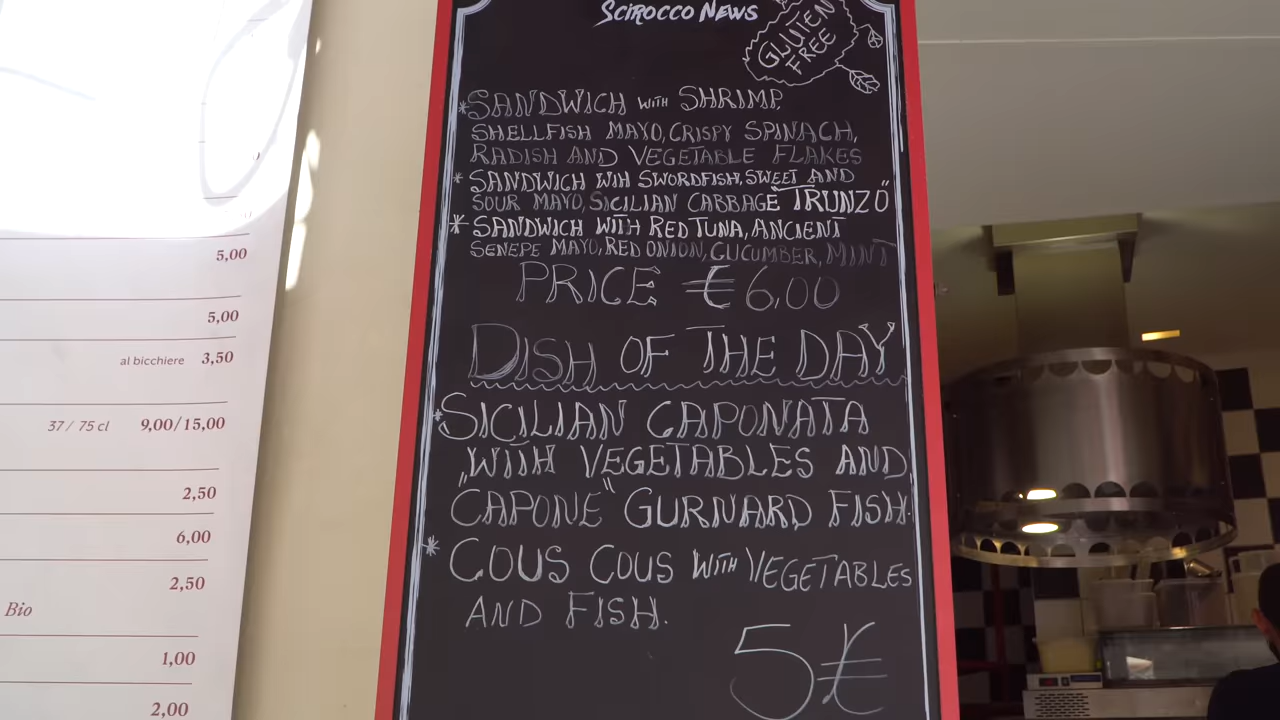 SCIROCCO NEWS
GLUTEN
FREE
*SANDWICH WITH SHRIMP,
SHELLFISH MAYO, CRISPY SPINACH,
RADISH AND VEGETABLE FLAKES
*SANDWICH WIH SWORDFISH, SWEET AND
SOUR MAYO, SICILIAN CABBAGE "TRUNZO"
*SANDWICH WITH RED TUNA, ANCIENT
SENEPE MAYO, RED ONION, CUCUMBER, MINT
PRICE € 6,00
DISH OF THE DAY
*SICILIAN CAPONATA
WITH VEGETABLES AND
"CAPONE" GURNARD FISH.
*COUS COUS WITH VEGETABLES
AND FISH.
5€
5,00
5,00
al bicchiere 3,50
37 / 75 cl 9,00/15,00
2,50
6,00
2,50
Bio
1,00
2,00